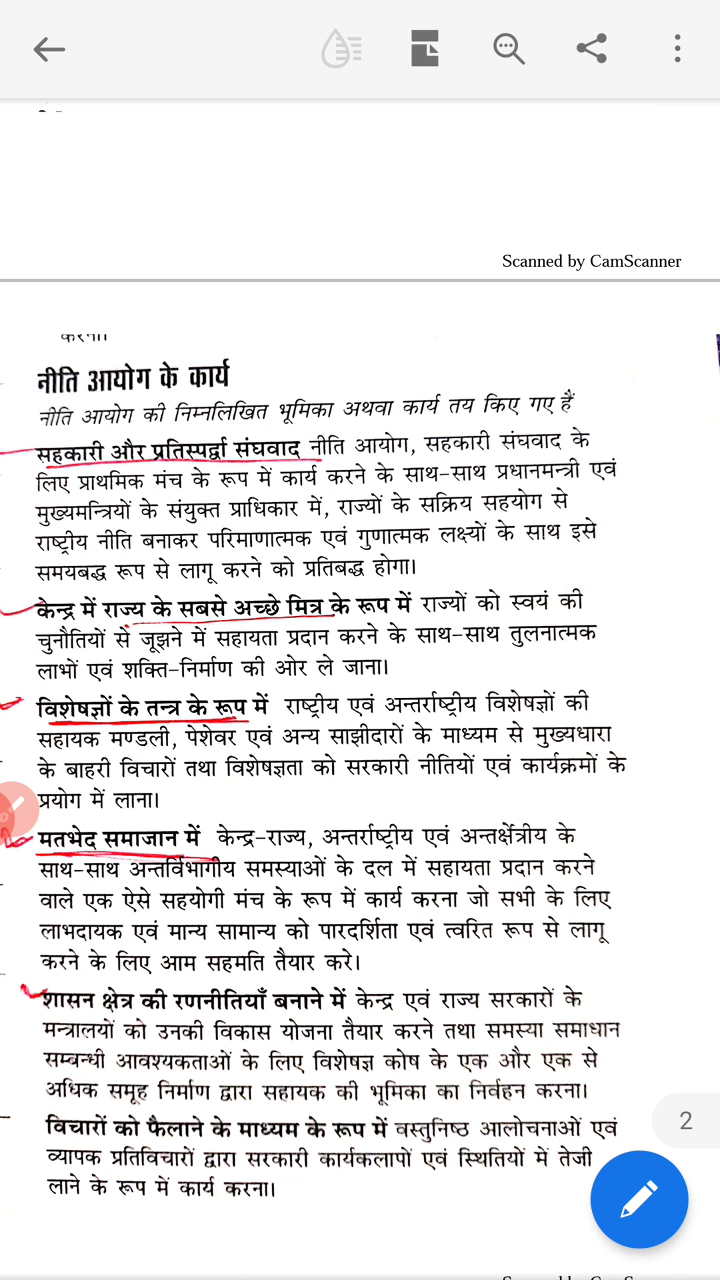 Scanned by CamScanner
करना।
नीति आयोग के कार्य
नीति आयोग की निम्नलिखित भूमिका अथवा कार्य तय किए गए हैं
सहकारी और प्रतिस्पर्द्धा संघवाद नीति आयोग, सहकारी संघवाद के
लिए प्राथमिक मंच के रूप में कार्य करने के साथ-साथ प्रधानमन्त्री एवं
मुख्यमन्त्रियों के संयुक्त प्राधिकार में, राज्यों के सक्रिय सहयोग से
राष्ट्रीय नीति बनाकर परिमाणात्मक एवं गुणात्मक लक्ष्यों के साथ इसे
समयबद्ध रूप से लागू करने को प्रतिबद्ध होगा।
केन्द्र में राज्य के सबसे अच्छे मित्र के रूप में राज्यों को स्वयं की
चुनौतियों से जूझने में सहायता प्रदान करने के साथ-साथ तुलनात्मक
लाभों एवं शक्ति-निर्माण की ओर ले जाना।
विशेषज्ञों के तन्त्र के रूप में राष्ट्रीय एवं अन्तर्राष्ट्रीय विशेषज्ञों की
सहायक मण्डली, पेशेवर एवं अन्य साझीदारों के माध्यम से मुख्यधारा
के बाहरी विचारों तथा विशेषज्ञता को सरकारी नीतियों एवं कार्यक्रमों के
प्रयोग में लाना।
मतभेद समाजान में केन्द्र-राज्य, अन्तर्राष्ट्रीय एवं अन्तर्क्षेत्रीय के
साथ-साथ अन्तर्विभागीय समस्याओं के दल में सहायता प्रदान करने
वाले एक ऐसे सहयोगी मंच के रूप में कार्य करना जो सभी के लिए
लाभदायक एवं मान्य सामान्य को पारदर्शिता एवं त्वरित रूप से लागू
करने के लिए आम सहमति तैयार करे।
शासन क्षेत्र की रणनीतियाँ बनाने में केन्द्र एवं राज्य सरकारों के
मन्त्रालयों को उनकी विकास योजना तैयार करने तथा समस्या समाधान
सम्बन्धी आवश्यकताओं के लिए विशेषज्ञ कोष के एक और एक से
अधिक समूह निर्माण द्वारा सहायक की भूमिका का निर्वहन करना।
विचारों को फैलाने के माध्यम के रूप में वस्तुनिष्ठ आलोचनाओं एवं
व्यापक प्रतिविचारों द्वारा सरकारी कार्यकलापों एवं स्थितियों में तेजी
लाने के रूप में कार्य करना।
2